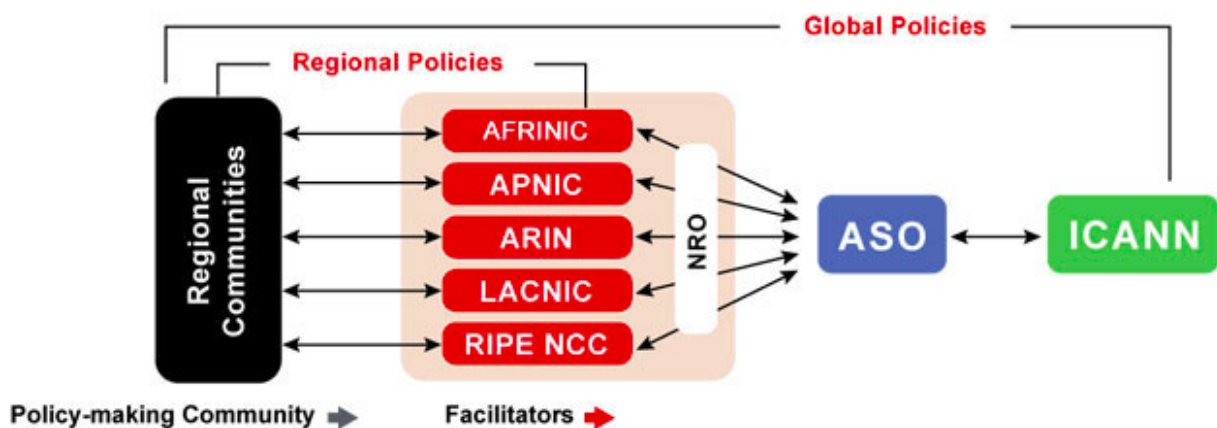 Global Policies
Regional Policies
Regional
Communities
AFRINIC
APNIC
ARIN
LACNIC
RIPE NCC
NRO
ASO
ICANN
Policy-making Community
Facilitators